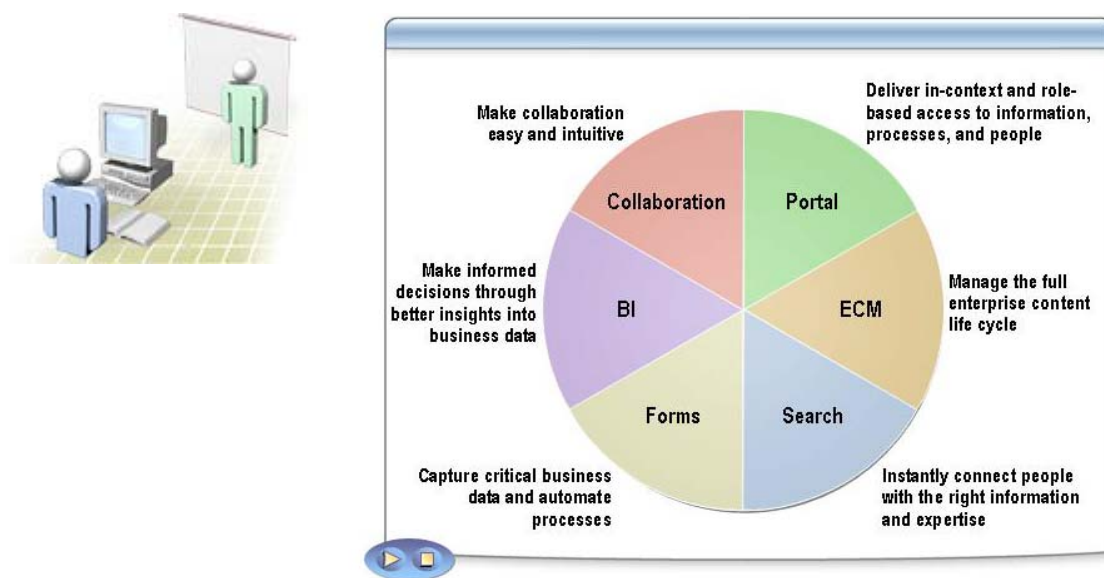 Make collaboration
easy and intuitive
Deliver in-context and role-
based access to information,
processes, and people
Collaboration
Portal
Make informed
decisions through
better insights into
business data
BI
ECM
Manage the full
enterprise content
life cycle
Forms
Search
Capture critical business
data and automate
processes
Instantly connect people
with the right information
and expertise